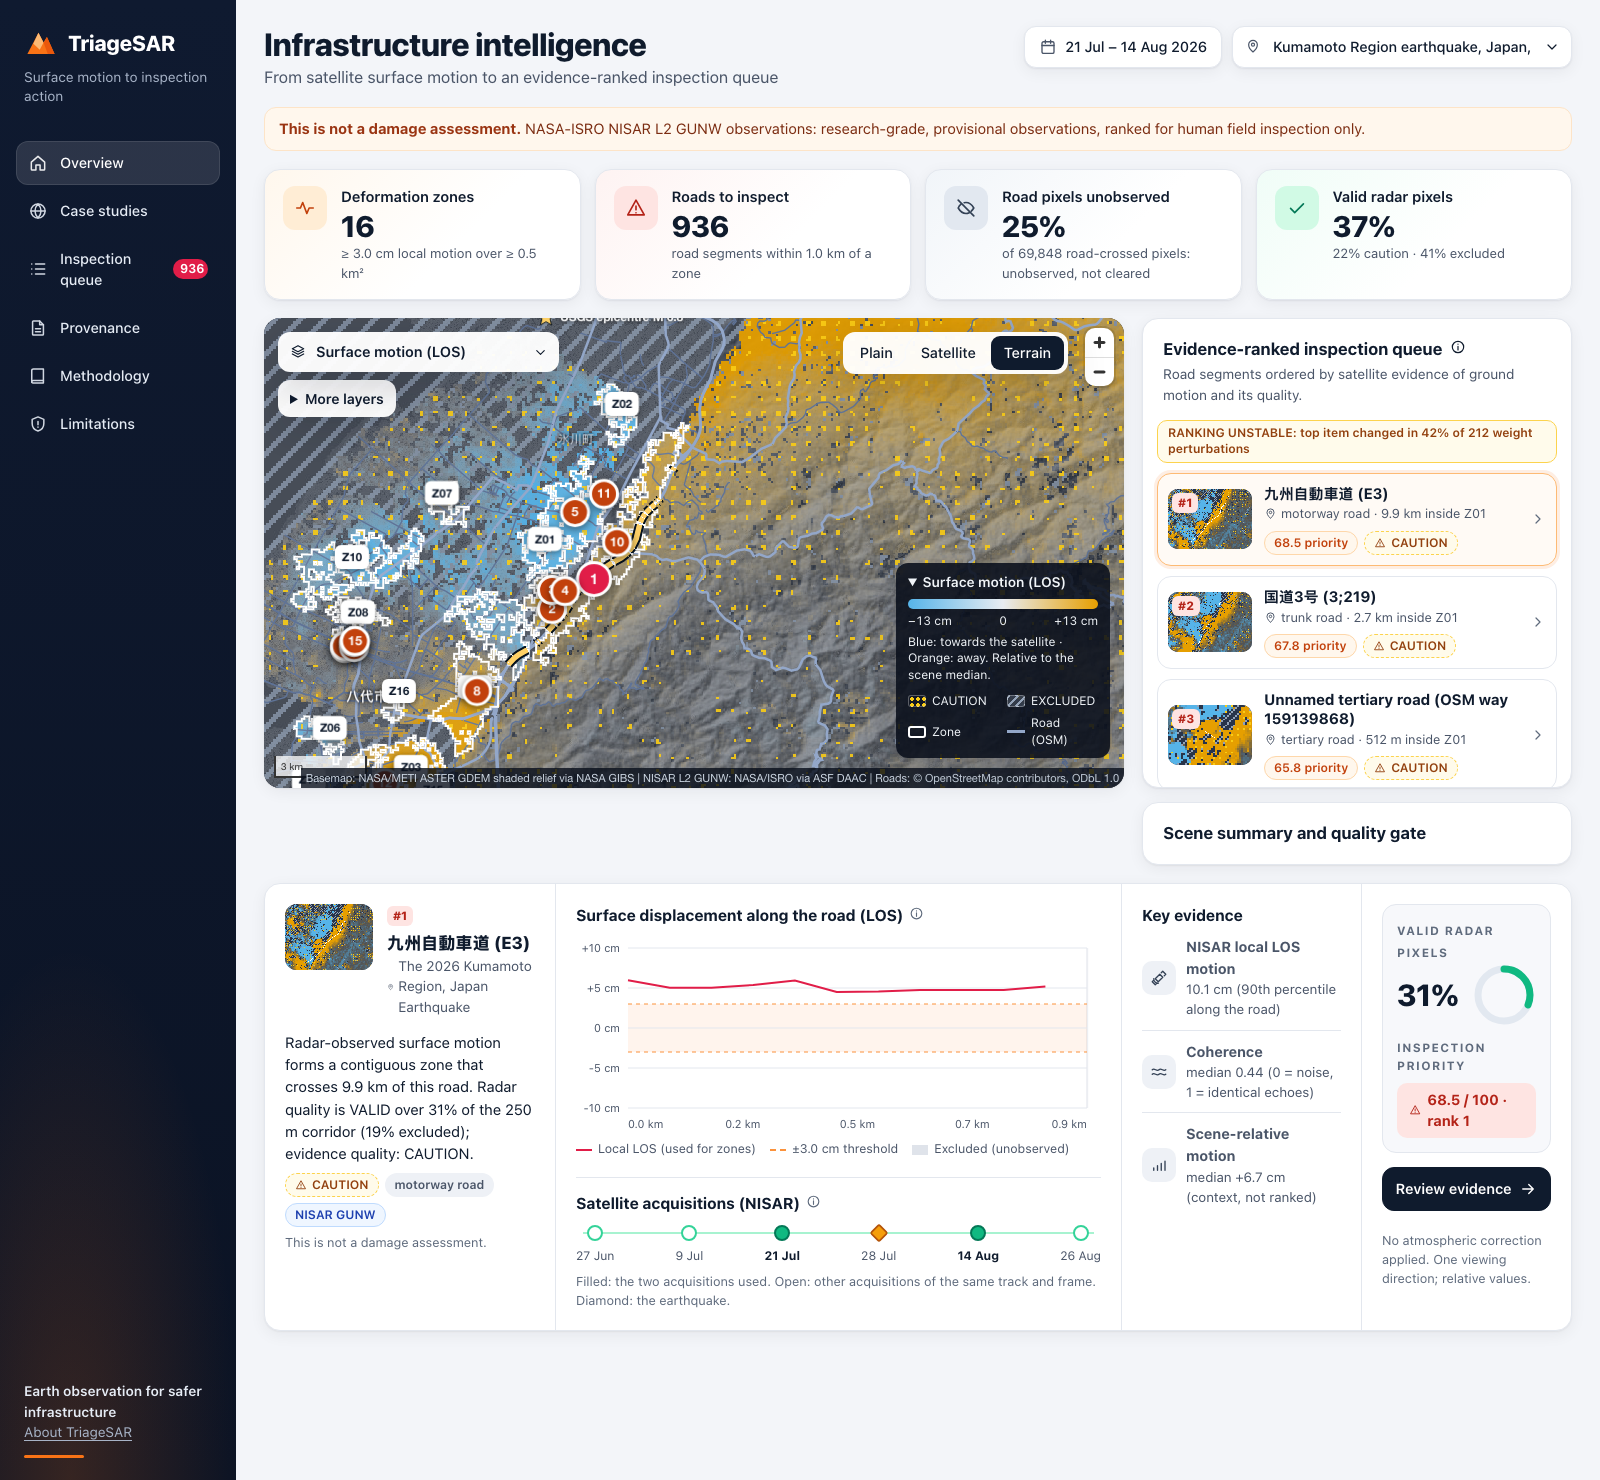 TriageSAR
Surface motion to inspection
action
Overview
Case studies
Inspection
queue
936
Provenance
Methodology
Limitations
Earth observation for safer
infrastructure
About TriageSAR
Infrastructure intelligence
From satellite surface motion to an evidence-ranked inspection queue
21 Jul – 14 Aug 2026
Kumamoto Region earthquake, Japan,
This is not a damage assessment. NASA-ISRO NISAR L2 GUNW observations: research-grade, provisional observations, ranked for human field inspection only.
Deformation zones
16
≥ 3.0 cm local motion over ≥ 0.5
km²
Roads to inspect
936
road segments within 1.0 km of a
zone
Road pixels unobserved
25%
of 69,848 road-crossed pixels:
unobserved, not cleared
Valid radar pixels
37%
22% caution · 41% excluded
Surface motion (LOS)
More layers
Plain
Satellite
Terrain
+
−
Z02
Z07
11
5
Z01
10
Z10
1
4
2
Z08
15
八代市
Z16
8
Z06
Z03
3 km
Surface motion (LOS)
−13 cm
0
+13 cm
Blue: towards the satellite ·
Orange: away. Relative to the
scene median.
CAUTION
EXCLUDED
Zone
Road
(OSM)
Basemap: NASA/METI ASTER GDEM shaded relief via NASA GIBS | NISAR L2 GUNW: NASA/ISRO via ASF DAAC | Roads: © OpenStreetMap contributors, ODbL 1.0
Evidence-ranked inspection queue
Road segments ordered by satellite evidence of ground
motion and its quality.
RANKING UNSTABLE: top item changed in 42% of 212 weight
perturbations
#1
九州自動車道 (E3)
motorway road · 9.9 km inside Z01
68.5 priority
CAUTION
#2
国道3号 (3;219)
trunk road · 2.7 km inside Z01
67.8 priority
CAUTION
#3
Unnamed tertiary road (OSM way
159139868)
tertiary road · 512 m inside Z01
65.8 priority
CAUTION
Scene summary and quality gate
#1
九州自動車道 (E3)
The 2026 Kumamoto
Region, Japan
Earthquake
Radar-observed surface motion
forms a contiguous zone that
crosses 9.9 km of this road. Radar
quality is VALID over 31% of the 250
m corridor (19% excluded);
evidence quality: CAUTION.
CAUTION
motorway road
NISAR GUNW
This is not a damage assessment.
Surface displacement along the road (LOS)
+10 cm
+5 cm
0 cm
-5 cm
-10 cm
0.0 km
0.2 km
0.5 km
0.7 km
0.9 km
Local LOS (used for zones)
±3.0 cm threshold
Excluded (unobserved)
Satellite acquisitions (NISAR)
27 Jun
9 Jul
21 Jul
28 Jul
14 Aug
26 Aug
Filled: the two acquisitions used. Open: other acquisitions of the same track and frame.
Diamond: the earthquake.
Key evidence
NISAR local LOS
motion
10.1 cm (90th percentile
along the road)
Coherence
median 0.44 (0 = noise,
1 = identical echoes)
Scene-relative
motion
median +6.7 cm
(context, not ranked)
VALID RADAR
PIXELS
31%
INSPECTION
PRIORITY
68.5 / 100 ·
rank 1
Review evidence
No atmospheric correction
applied. One viewing
direction; relative values.